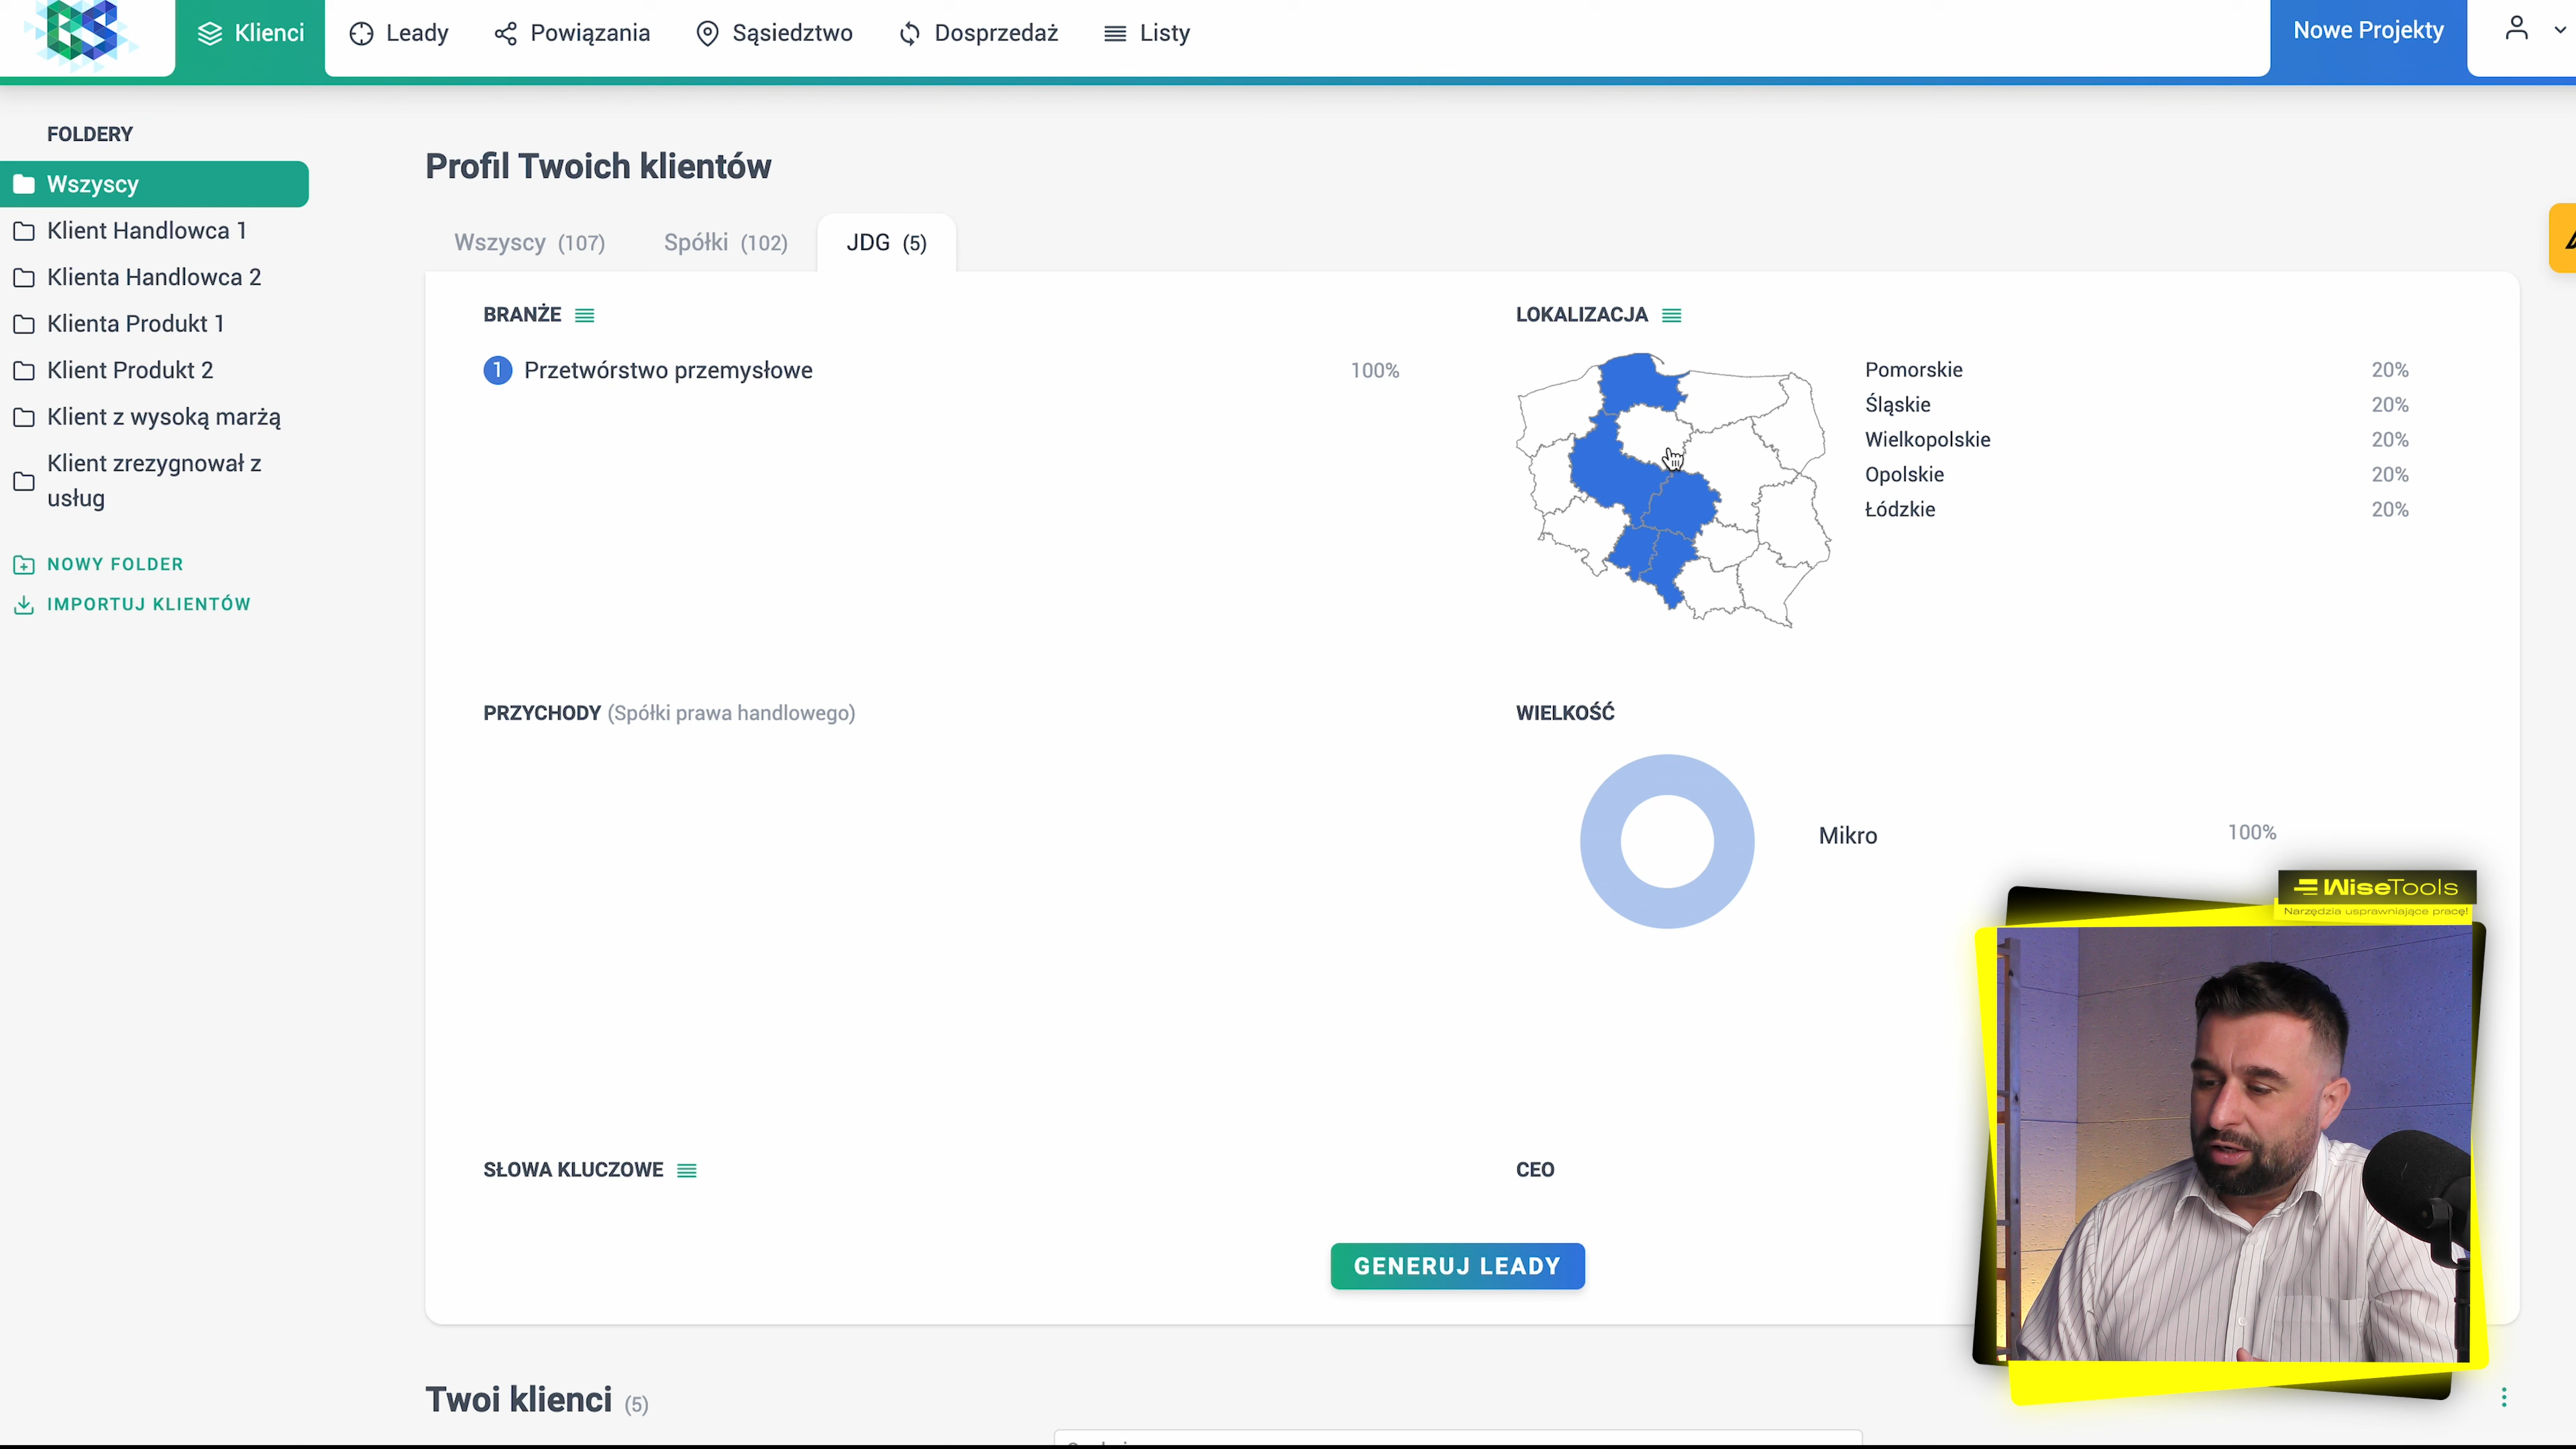 Klienci
Leady
Powiązania
Sąsiedztwo
Dosprzedaż
Listy
Nowe Projekty
FOLDERY
Wszyscy
Klient Handlowca 1
Klienta Handlowca 2
Klienta Produkt 1
Klient Produkt 2
Klient z wysoką marżą
Klient zrezygnował z
usług
NOWY FOLDER
IMPORTUJ KLIENTÓW
Profil Twoich klientów
Wszyscy (107)
Spółki (102)
JDG (5)
BRANŻE
1 Przetwórstwo przemysłowe 100%
LOKALIZACJA
Pomorskie 20%
Śląskie 20%
Wielkopolskie 20%
Opolskie 20%
Łódzkie 20%
PRZYCHODY (Spółki prawa handlowego)
WIELKOŚĆ
Mikro 100%
SŁOWA KLUCZOWE
CEO
GENERUJ LEADY
WiseTools
Narzędzia usprawniające pracę!
Twoi klienci (5)